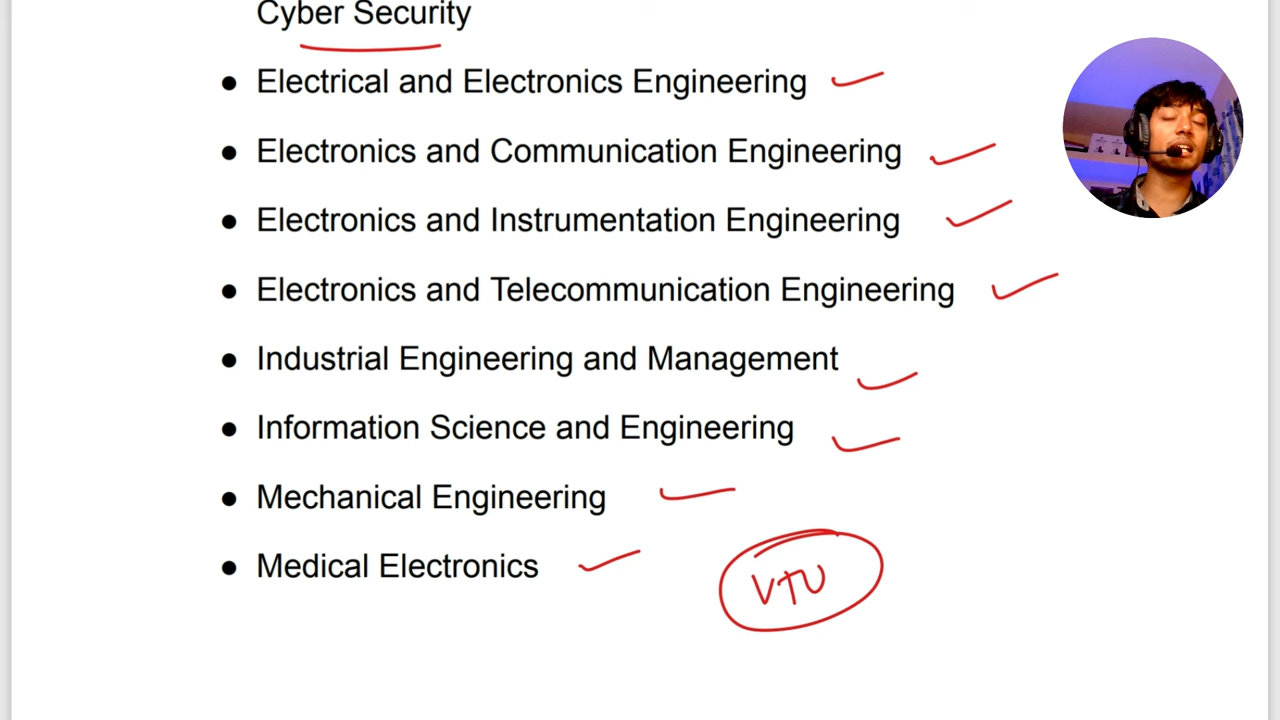 Cyber Security
● Electrical and Electronics Engineering
● Electronics and Communication Engineering
● Electronics and Instrumentation Engineering
● Electronics and Telecommunication Engineering
● Industrial Engineering and Management
● Information Science and Engineering
● Mechanical Engineering
● Medical Electronics
VTU